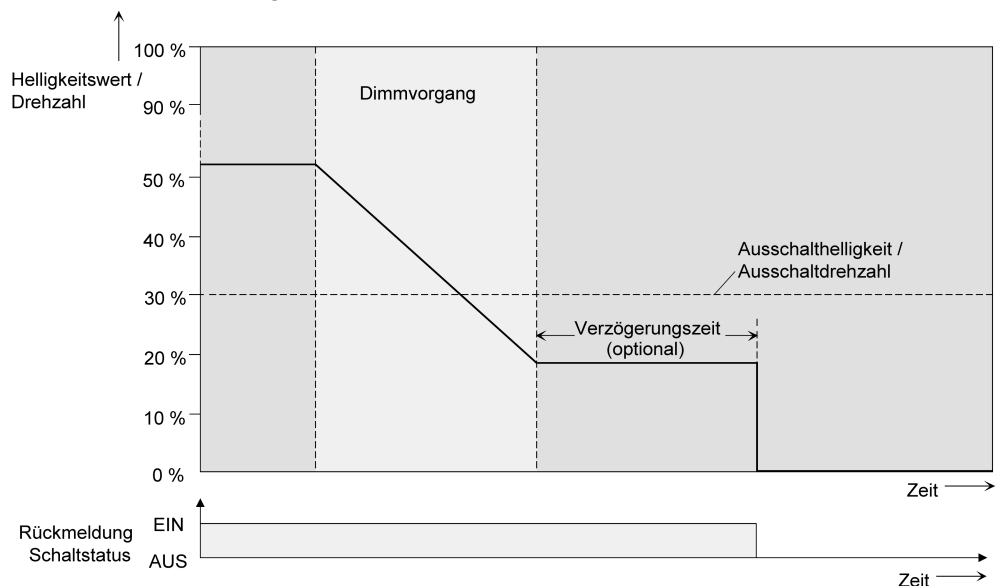 100 %
Helligkeitswert /
Drehzahl
90 %
Dimmvorgang
50 %
40 %
Ausschalthelligkeit /
Ausschaltdrehzahl
30 %
Verzögerungszeit
(optional)
20 %
10 %
0 %
Zeit
Rückmeldung
Schaltstatus
EIN
AUS
Zeit